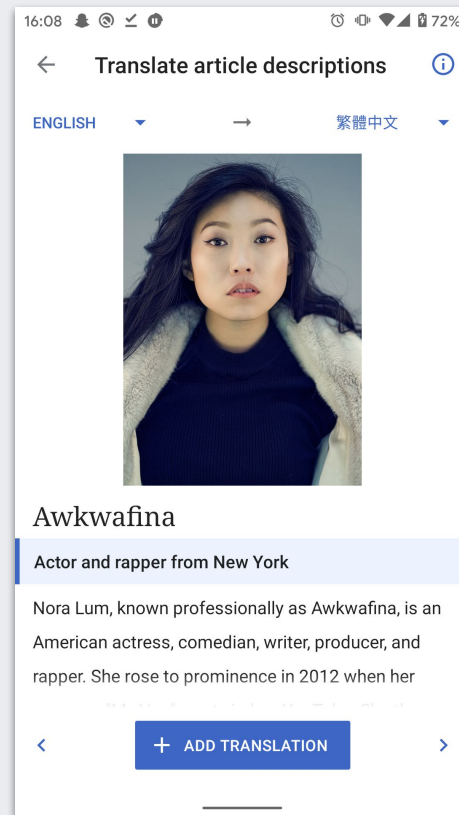 16:08 72%
Translate article descriptions
ENGLISH → 繁體中文
Awkwafina
Actor and rapper from New York
Nora Lum, known professionally as Awkwafina, is an
American actress, comedian, writer, producer, and
rapper. She rose to prominence in 2012 when her
+ ADD TRANSLATION